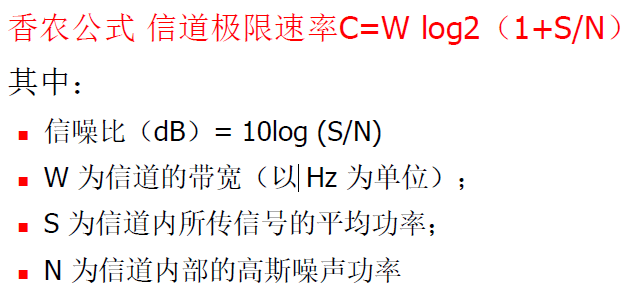 香农公式 信道极限速率C=W log2（1+S/N）
其中：
信噪比（dB）= 10log (S/N)
W 为信道的带宽（以 Hz 为单位）；
S 为信道内所传信号的平均功率；
N 为信道内部的高斯噪声功率